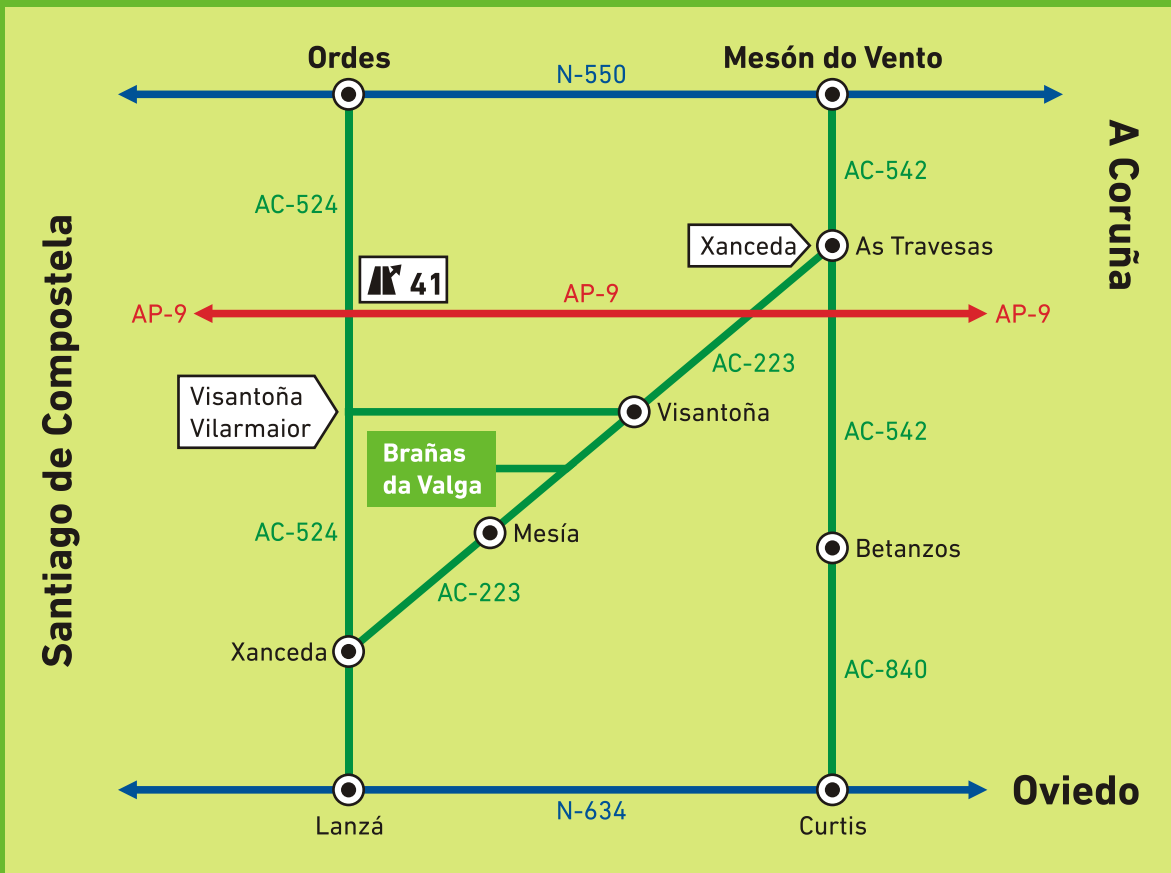 Ordes
Mesón do Vento
N-550
A Coruña
AC-542
AC-524
Xanceda
As Travesas
41
AP-9
AP-9
AP-9
Santiago de Compostela
AC-223
Visantoña
Vilarmaior
Visantoña
AC-542
Brañas
da Valga
AC-524
Mesía
Betanzos
AC-223
Xanceda
AC-840
Oviedo
N-634
Lanzá
Curtis